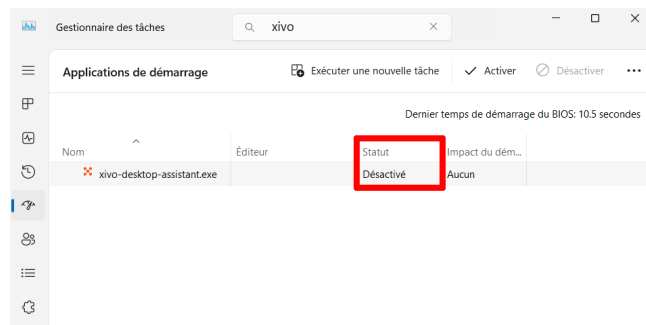 Gestionnaire des tâches
xivo
Applications de démarrage
Exécuter une nouvelle tâche
Activer
Désactiver
Dernier temps de démarrage du BIOS: 10.5 secondes
Nom Éditeur Statut Impact du dém...
xivo-desktop-assistant.exe Désactivé Aucun